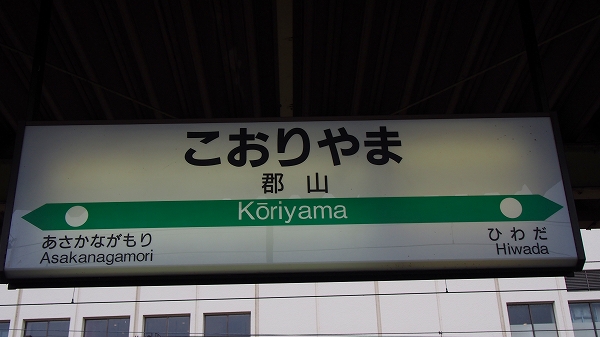 こおりやま
郡山
Kōriyama
あさかながもり
Asakanagamori
ひわだ
Hiwada